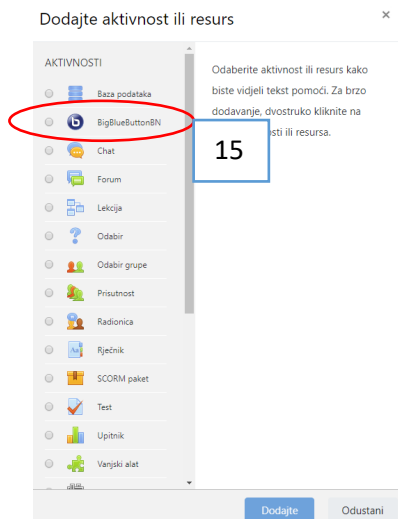 Dodajte aktivnost ili resurs
×
AKTIVNOSTI
Baza podataka
BigBlueButtonBN
Chat
Forum
Lekcija
Odabir
Odabir grupe
Prisutnost
Radionica
Rječnik
SCORM paket
Test
Upitnik
Vanjski alat
Odaberite aktivnost ili resurs kako
biste vidjeli tekst pomoći. Za brzo
dodavanje, dvostruko kliknite na
sti ili resursa.
15
Dodajte
Odustani